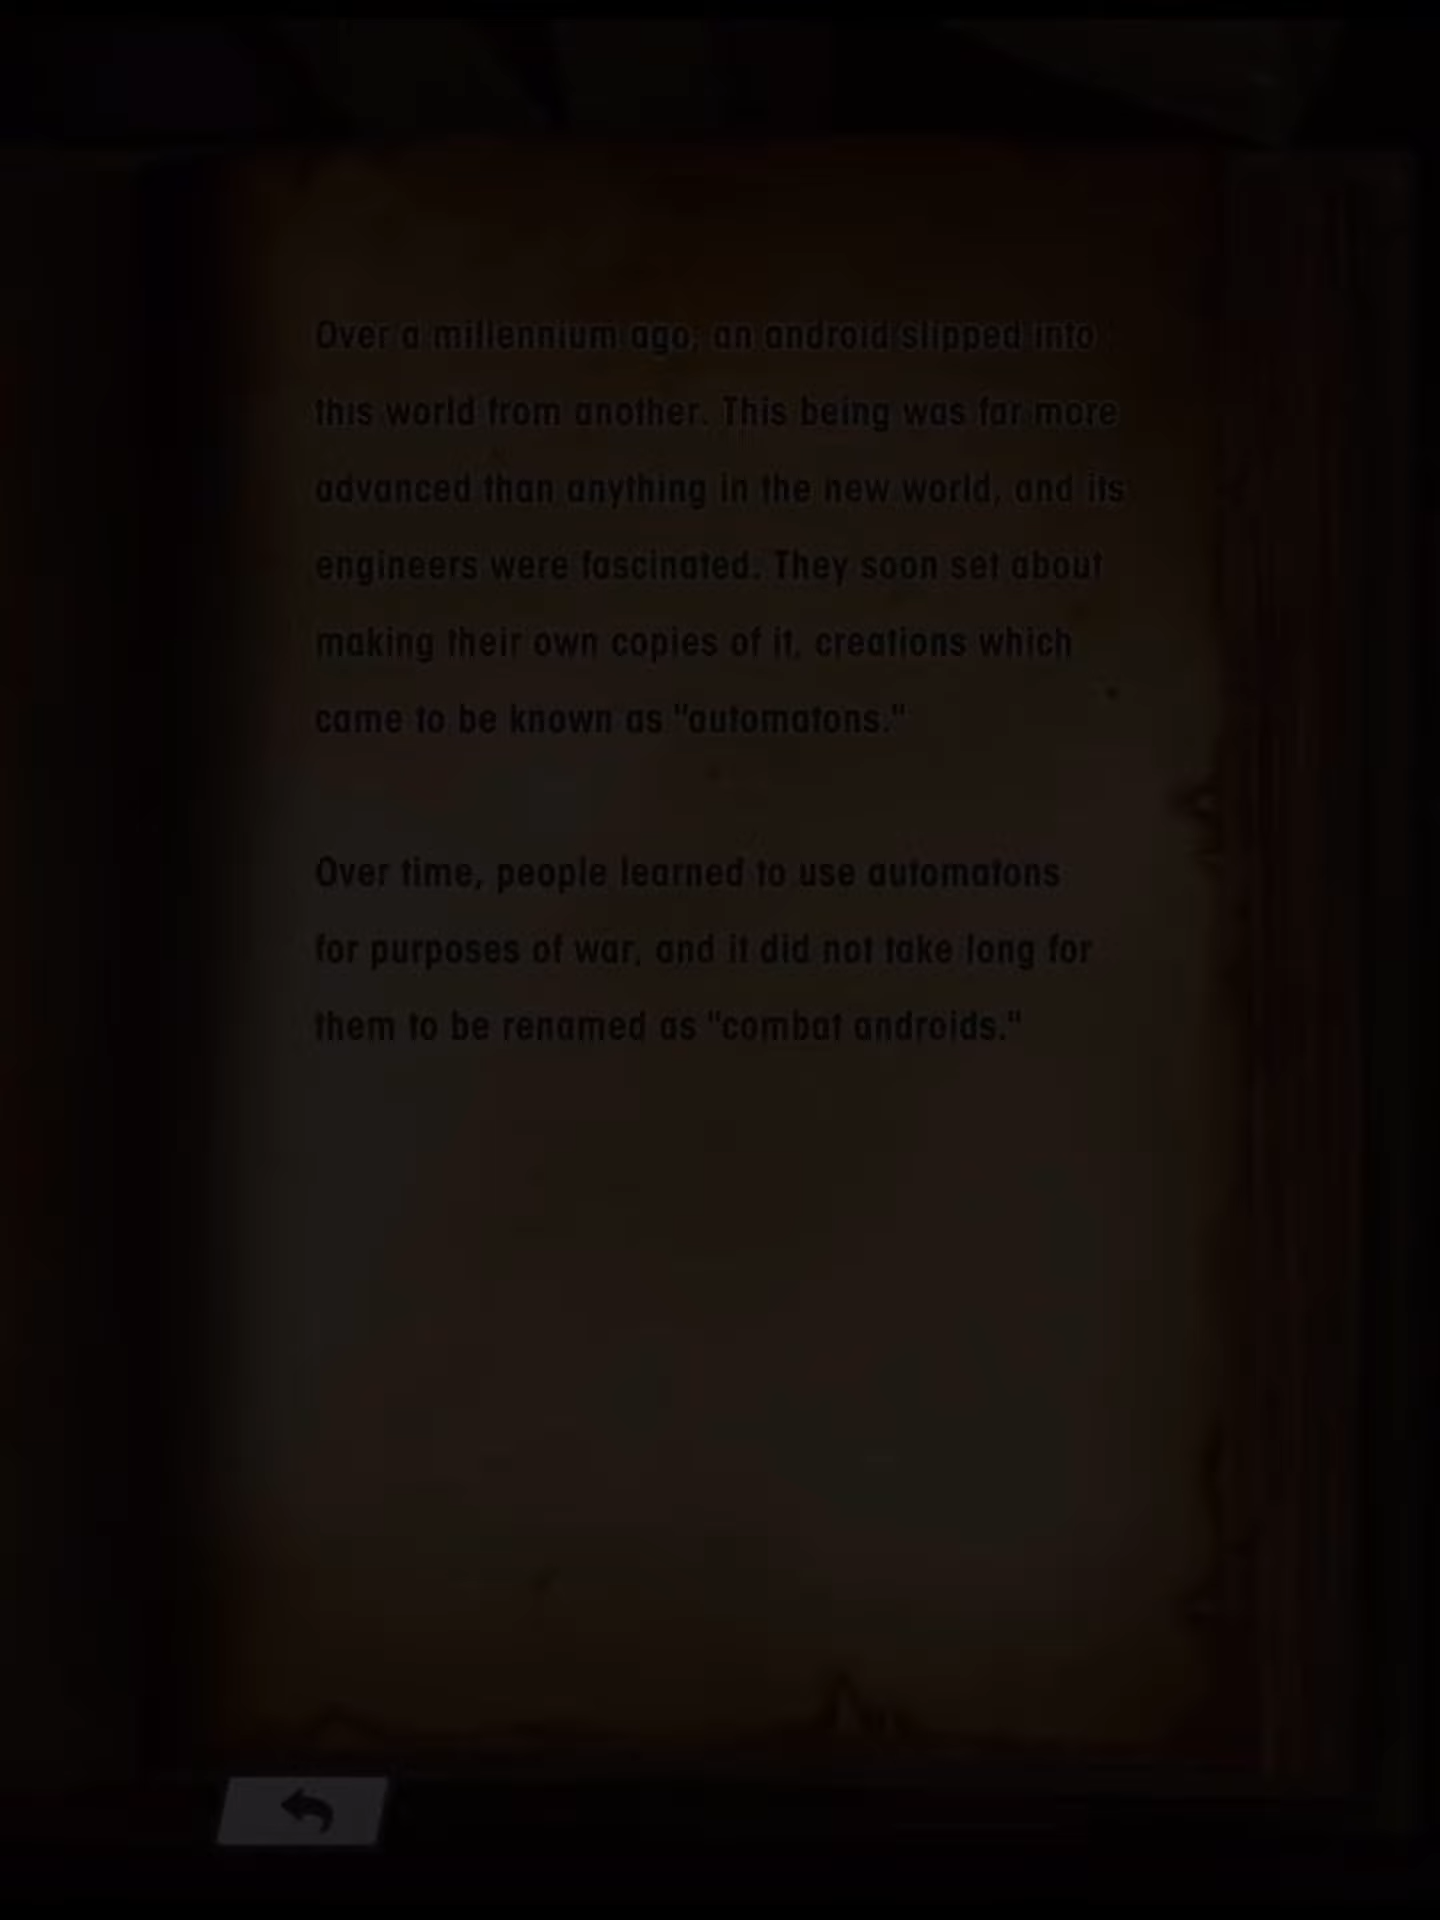 Over a millennium ago, an android slipped into
this world from another. This being was far more
advanced than anything in the new world, and its
engineers were fascinated. They soon set about
making their own copies of it, creations which
came to be known as "automatons."
Over time, people learned to use automatons
for purposes of war, and it did not take long for
them to be renamed as "combat androids."